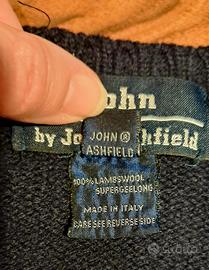 John
by Jo hfield
JOHN ®
ASHFIELD
100% LAMBSWOOL
SUPERGEELONG
MADE IN ITALY
CARE SEE REVERSE SIDE